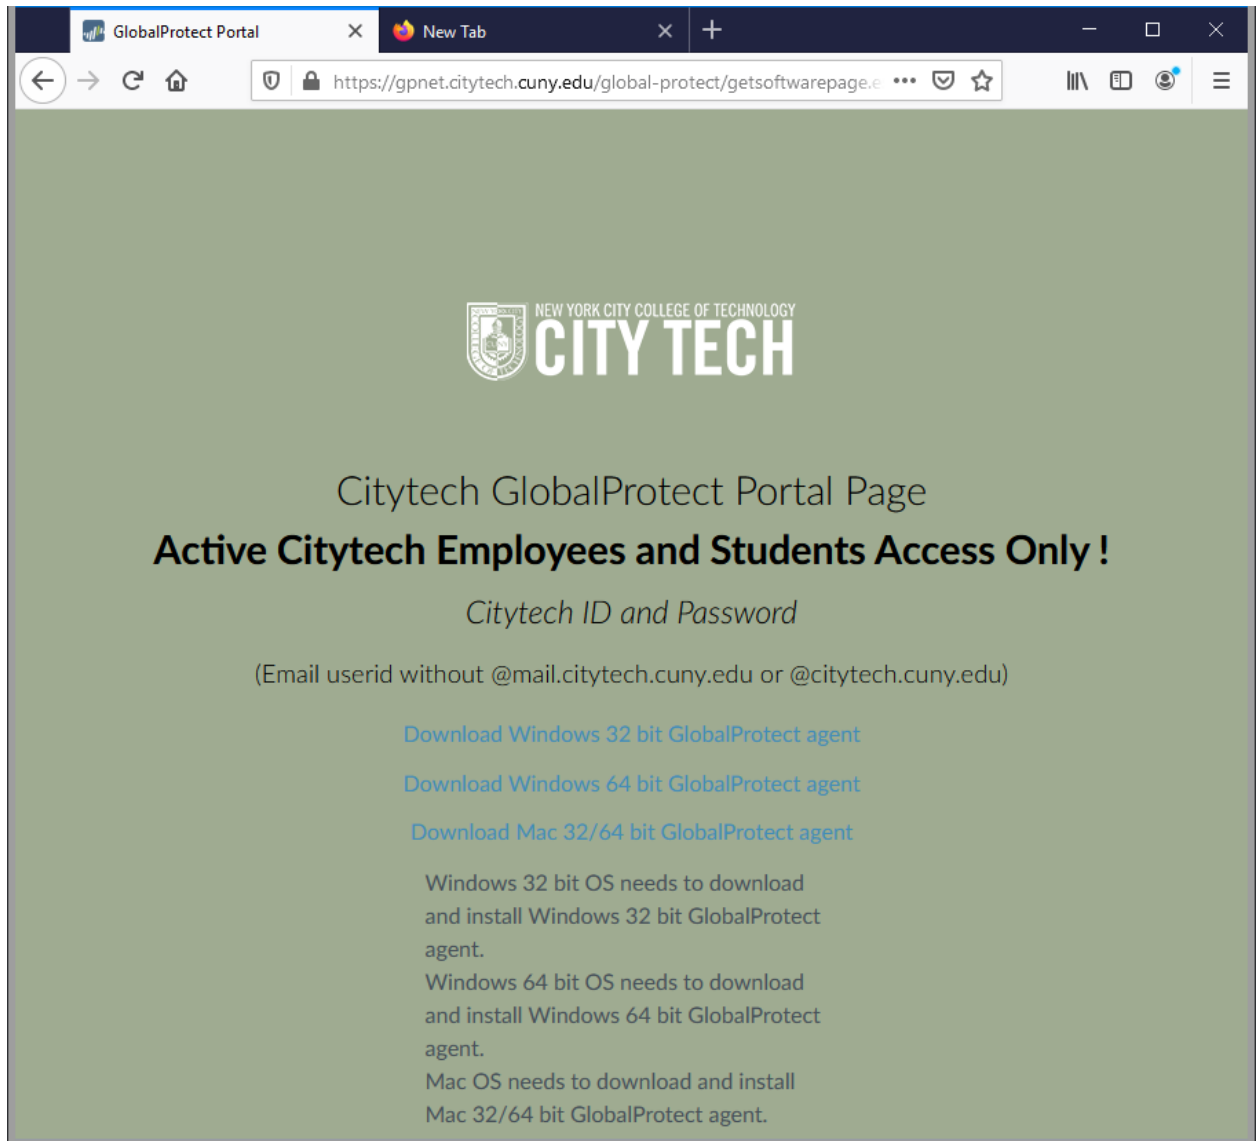 GlobalProtect Portal
New Tab
https://gpnet.citytech.cuny.edu/global-protect/getsoftwarepage.e
NEW YORK CITY COLLEGE OF TECHNOLOGY
CITY TECH
Citytech GlobalProtect Portal Page
Active Citytech Employees and Students Access Only !
Citytech ID and Password
(Email userid without @mail.citytech.cuny.edu or @citytech.cuny.edu)
Download Windows 32 bit GlobalProtect agent
Download Windows 64 bit GlobalProtect agent
Download Mac 32/64 bit GlobalProtect agent
Windows 32 bit OS needs to download
and install Windows 32 bit GlobalProtect
agent.
Windows 64 bit OS needs to download
and install Windows 64 bit GlobalProtect
agent.
Mac OS needs to download and install
Mac 32/64 bit GlobalProtect agent.